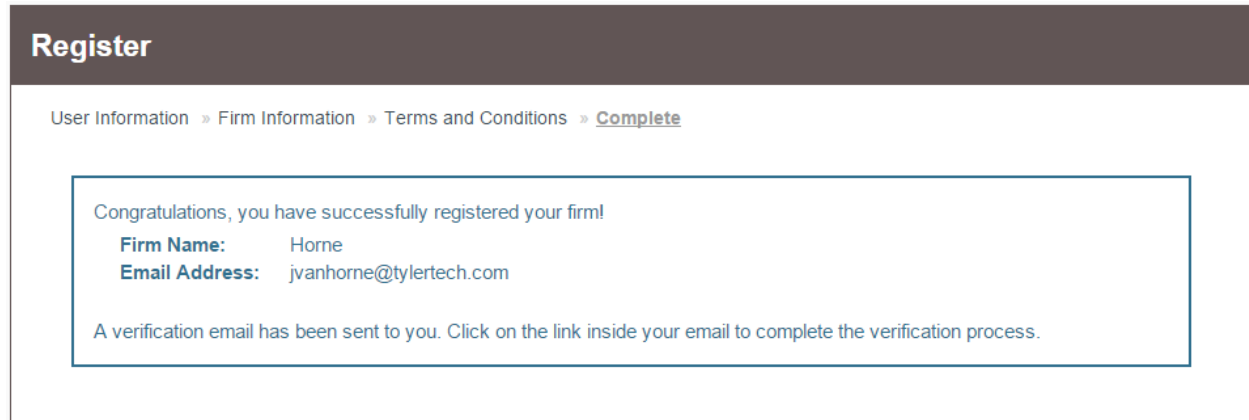 Register
User Information » Firm Information » Terms and Conditions » Complete
Congratulations, you have successfully registered your firm!
Firm Name: Horne
Email Address: jvanhorne@tylertech.com
A verification email has been sent to you. Click on the link inside your email to complete the verification process.